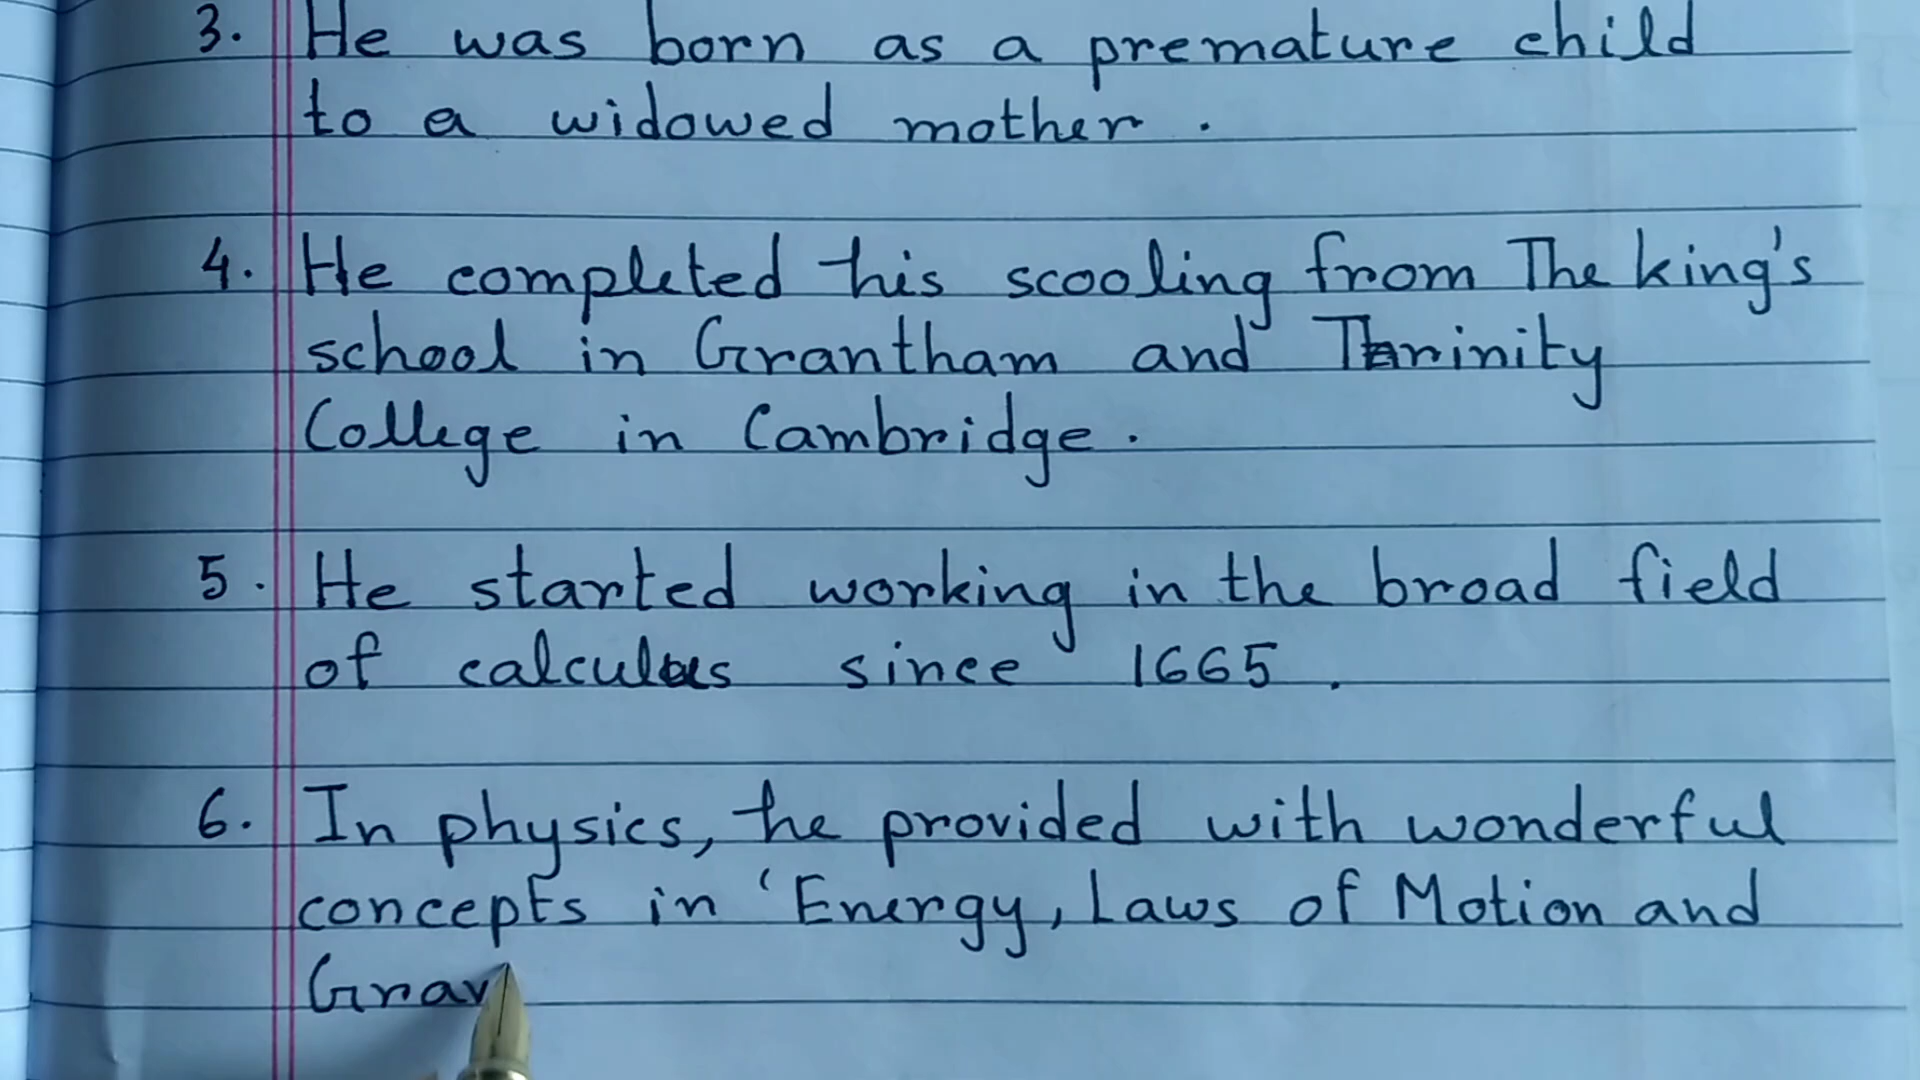 3. He was born as a premature child
to a widowed mother.
4. He completed his scooling from The king's
school in Grantham and Trinity
College in Cambridge.
5. He started working in the broad field
of calculus since 1665.
6. In physics, he provided with wonderful
concepts in 'Energy, Laws of Motion and
Grav